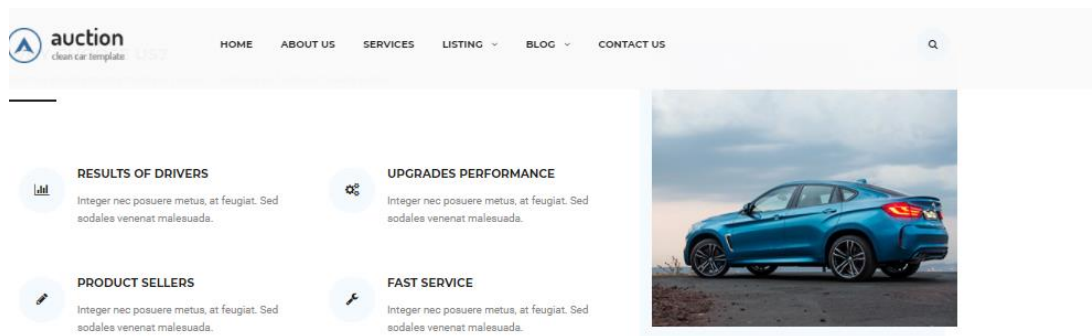 auction
clean car template
HOME ABOUT US SERVICES LISTING BLOG CONTACT US
RESULTS OF DRIVERS
Integer nec posuere metus, at feugiat. Sed
sodales venenat malesuada.
UPGRADES PERFORMANCE
Integer nec posuere metus, at feugiat. Sed
sodales venenat malesuada.
PRODUCT SELLERS
Integer nec posuere metus, at feugiat. Sed
sodales venenat malesuada.
FAST SERVICE
Integer nec posuere metus, at feugiat. Sed
sodales venenat malesuada.